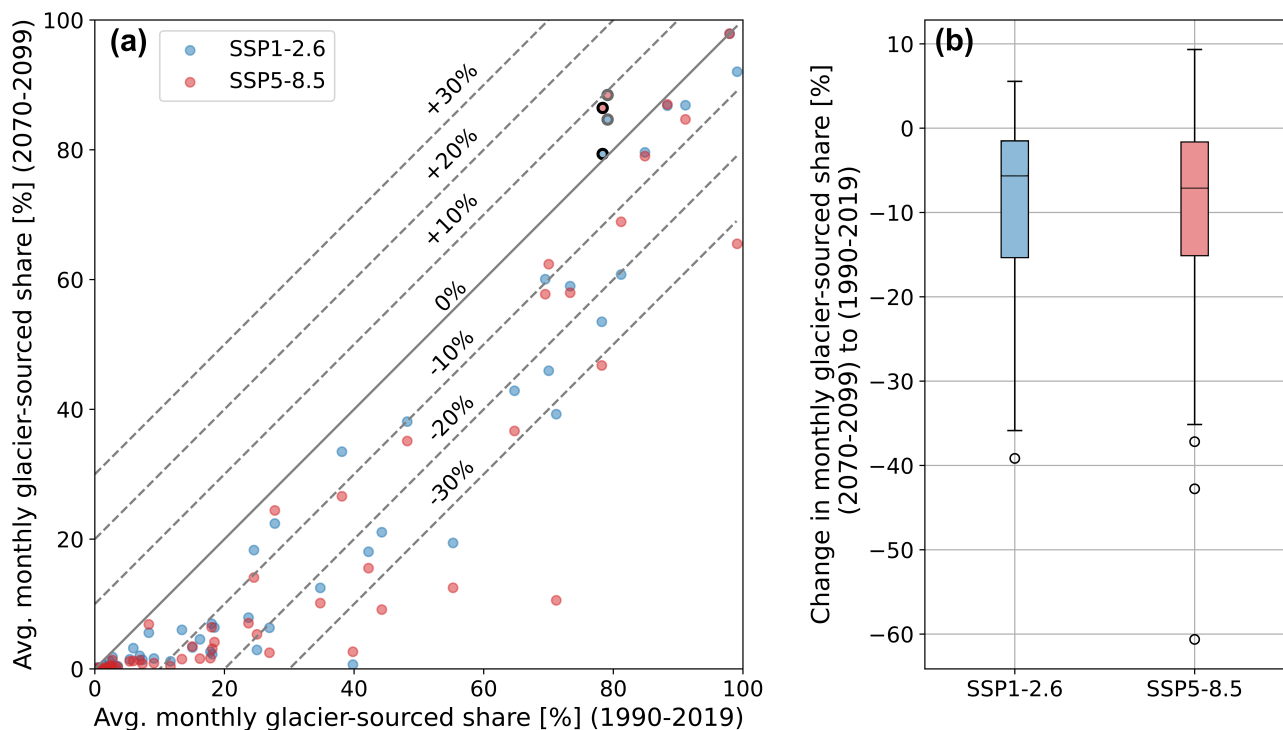 (a)
SSP1-2.6
SSP5-8.5
Avg. monthly glacier-sourced share [%] (2070-2099)
100
80
60
40
20
0
+30%
+20%
+10%
0%
-10%
-20%
-30%
0
20
40
60
80
100
Avg. monthly glacier-sourced share [%] (1990-2019)
(b)
Change in monthly glacier-sourced share [%]
(2070-2099) to (1990-2019)
10
0
−10
−20
−30
−40
−50
−60
SSP1-2.6
SSP5-8.5